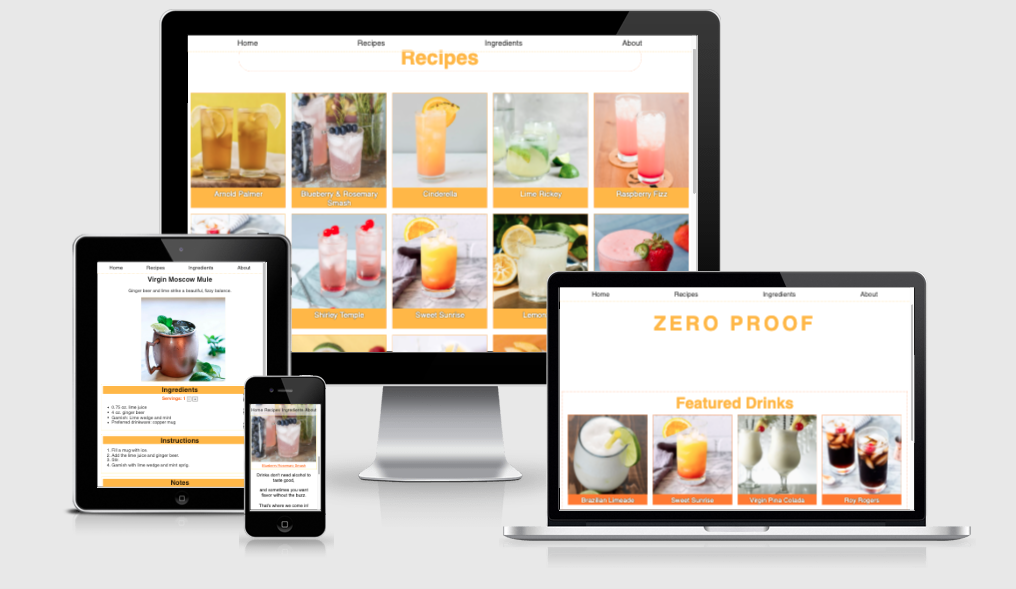 Home Recipes Ingredients About
Recipes
Arnold Palmer
Blueberry & Rosemary
Smash
Cinderella
Lime Rickey
Raspberry Fizz
Shirley Temple
Sweet Sunrise
Lemon
Home Recipes Ingredients About
Virgin Moscow Mule
Ginger beer and lime strike a beautiful, fizzy balance.
Ingredients
Servings: 1
0.75 oz. lime juice
4 oz. ginger beer
Garnish: Lime wedge and mint
Preferred drinkware: copper mug
Instructions
1. Fill a mug with ice.
2. Add the lime juice and ginger beer.
3. Stir.
4. Garnish with lime wedge and mint sprig.
Notes
Home Recipes Ingredients About
Blueberry Rosemary Smash
Drinks don't need alcohol to
taste good,
and sometimes you want
flavor without the buzz.
That's where we come in!
Home Recipes Ingredients About
ZERO PROOF
Featured Drinks
Brazilian Limeade
Sweet Sunrise
Virgin Pina Colada
Roy Rogers